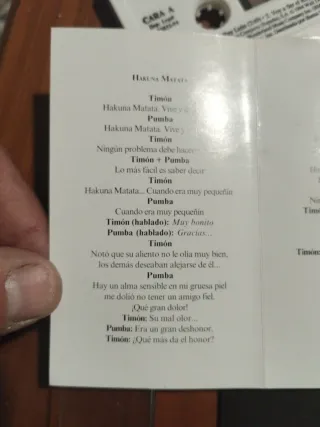 CARA A
HAKUNA MATATA
Timón
Hakuna Matata. Vive y
Pumba
Hakuna Matata. Vive y
Timón
Ningún problema debe hacerte
Timón + Pumba
Lo más fácil es saber decir
Timón
Hakuna Matata... Cuando era muy pequeñín
Pumba
Cuando era muy pequeñín
Timón (hablado): Muy bonito
Pumba (hablado): Gracias...
Timón
Notó que su aliento no le olía muy bien,
los demás deseaban alejarse de él...
Pumba
Hay un alma sensible en mi gruesa piel
me dolió no tener un amigo fiel.
¡Qué gran dolor!
Timón: Su mal olor...
Pumba: Era un gran deshonor.
Timón: ¿Qué más da el honor?